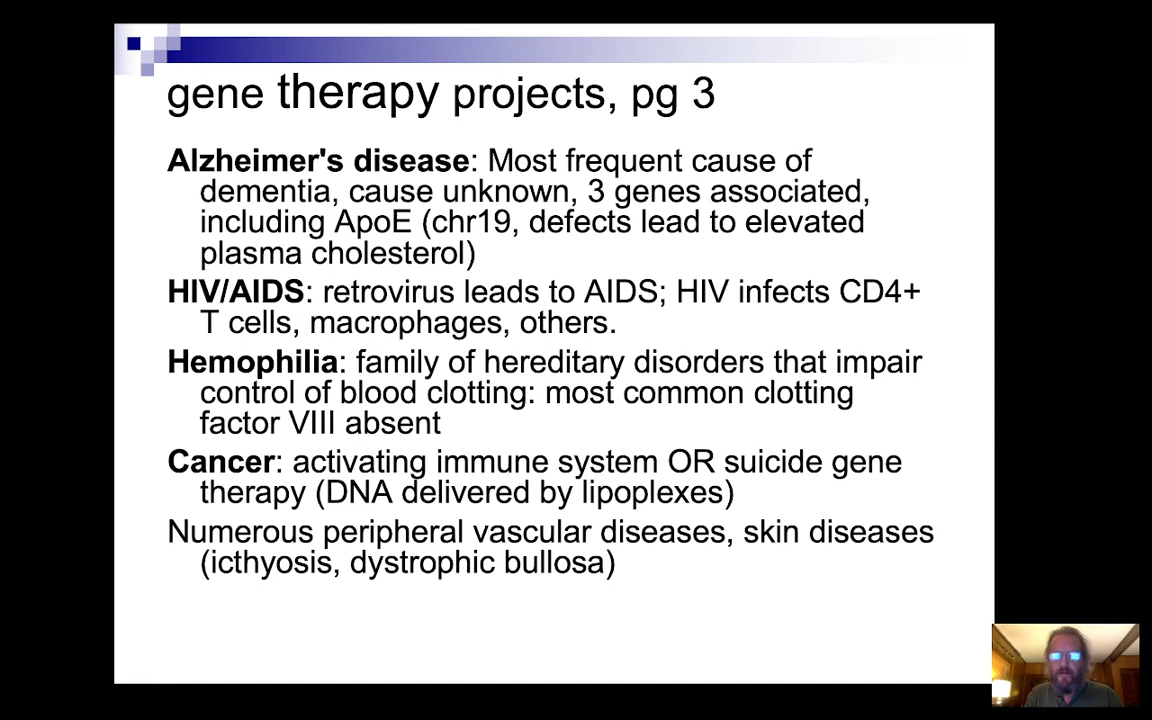 gene therapy projects, pg 3
Alzheimer's disease: Most frequent cause of
dementia, cause unknown, 3 genes associated,
including ApoE (chr19, defects lead to elevated
plasma cholesterol)
HIV/AIDS: retrovirus leads to AIDS; HIV infects CD4+
T cells, macrophages, others.
Hemophilia: family of hereditary disorders that impair
control of blood clotting: most common clotting
factor VIII absent
Cancer: activating immune system OR suicide gene
therapy (DNA delivered by lipoplexes)
Numerous peripheral vascular diseases, skin diseases
(icthyosis, dystrophic bullosa)